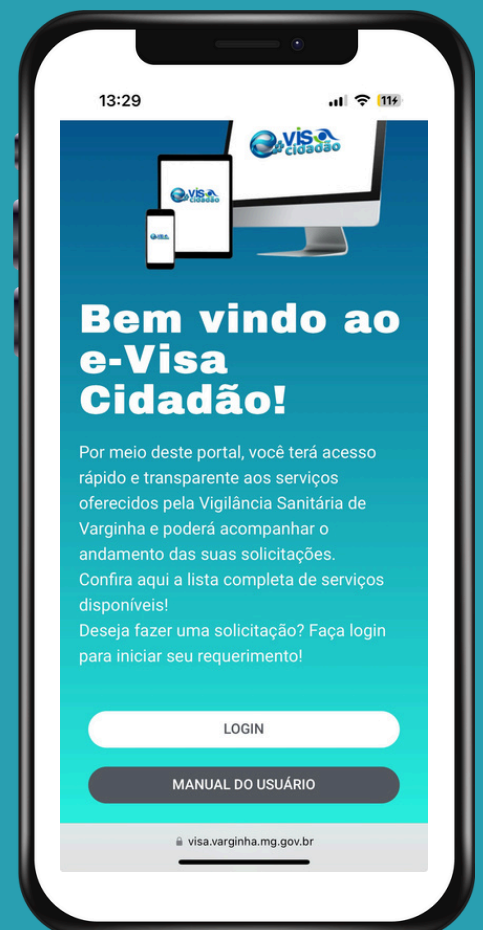 13:29
11
e-visa
cidadão
e-visa
cidadão
Bem vindo ao
e-Visa
Cidadão!
Por meio deste portal, você terá acesso
rápido e transparente aos serviços
oferecidos pela Vigilância Sanitária de
Varginha e poderá acompanhar o
andamento das suas solicitações.
Confira aqui a lista completa de serviços
disponíveis!
Deseja fazer uma solicitação? Faça login
para iniciar seu requerimento!
LOGIN
MANUAL DO USUÁRIO
visa.varginha.mg.gov.br